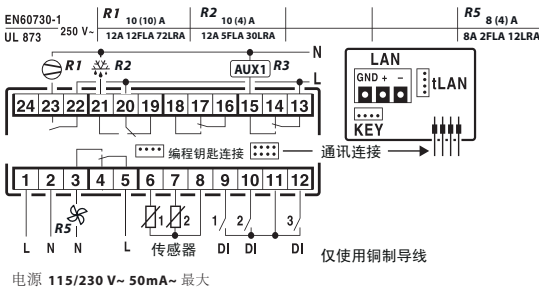 EN60730-1
UL 873
250 V~
R1 10 (10) A
12A 12FLA 72LRA
R2 10 (4) A
12A 5FLA 30LRA
R5 8 (4) A
8A 2FLA 12LRA
N
R1 R2 AUX1 R3
L
24 23 22 21 20 19 18 17 16 15 14 13
LAN
GND + -
tLAN
KEY
编程钥匙连接
通讯连接
1 2 3 4 5 6 7 8 9 10 11 12
R5 1 2 1 2 3
L N N L 传感器 DI DI DI
仅使用铜制导线
电源 115/230 V~ 50mA~ 最大